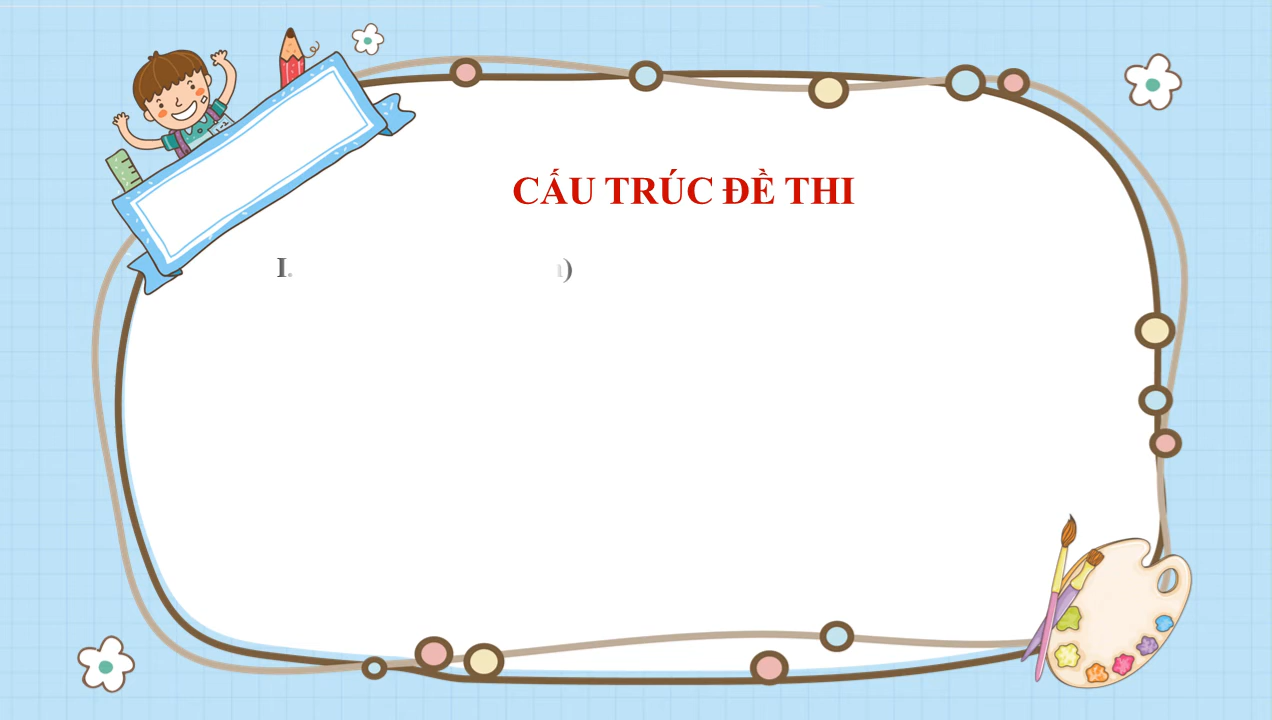 CẤU TRÚC ĐỀ THI
I. )